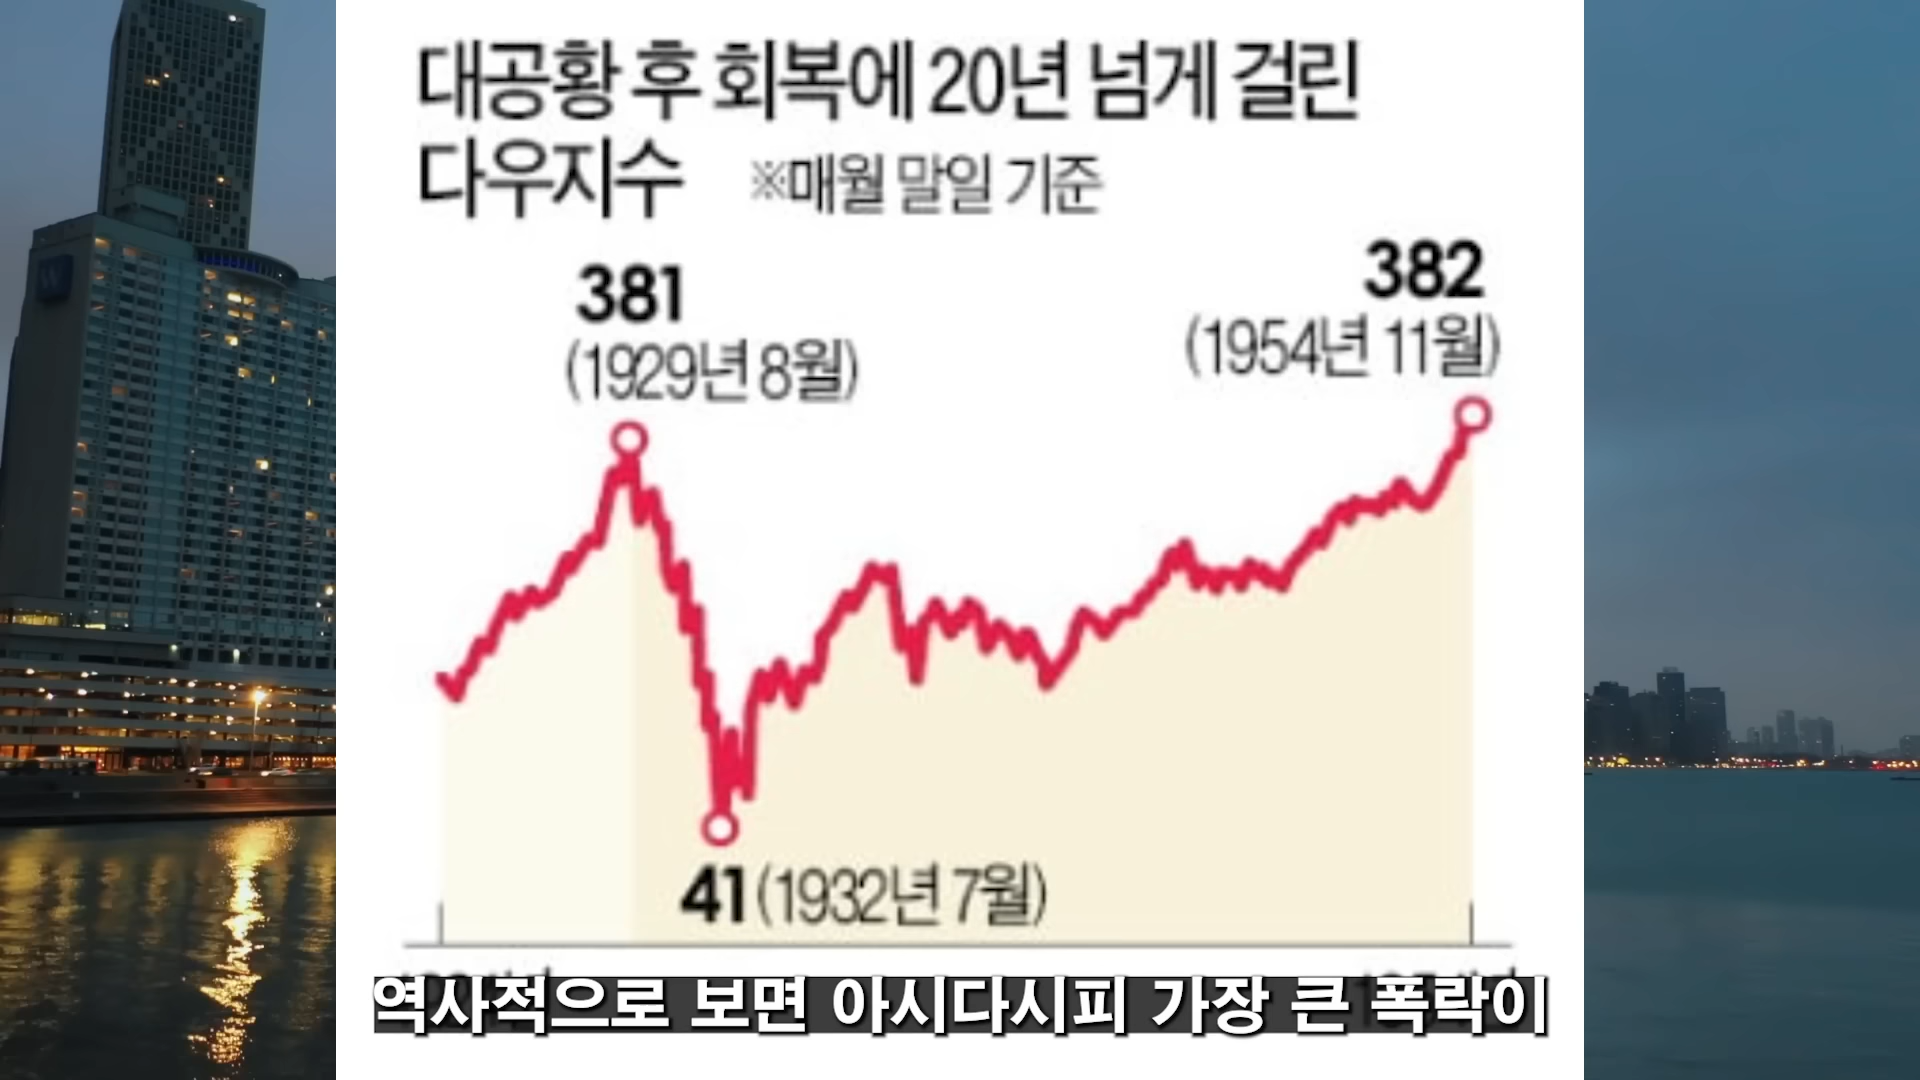 대공황 후 회복에 20년 넘게 걸린
다우지수 ※매월 말일 기준
381
(1929년 8월)
382
(1954년 11월)
41 (1932년 7월)
역사적으로 보면 아시다시피 가장 큰 폭락이